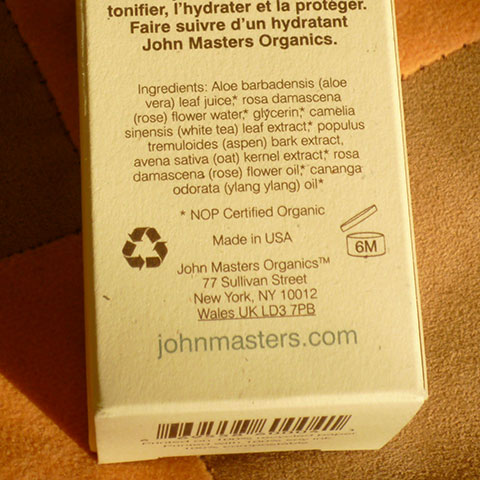 tonifier, l'hydrater et la protéger.
Faire suivre d'un hydratant
John Masters Organics.
Ingredients: Aloe barbadensis (aloe
vera) leaf juice,* rosa damascena
(rose) flower water,* glycerin,* camelia
sinensis (white tea) leaf extract,* populus
tremuloides (aspen) bark extract,
avena sativa (oat) kernel extract,* rosa
damascena (rose) flower oil,* cananga
odorata (ylang ylang) oil*
* NOP Certified Organic
Made in USA
6M
John Masters Organics™
77 Sullivan Street
New York, NY 10012
Wales UK LD3 7PB
johnmasters.com